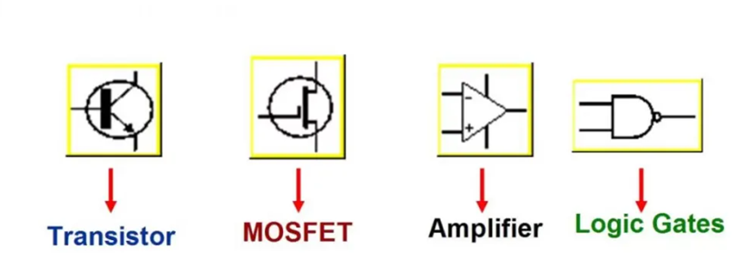 Transistor
MOSFET
Amplifier
Logic Gates